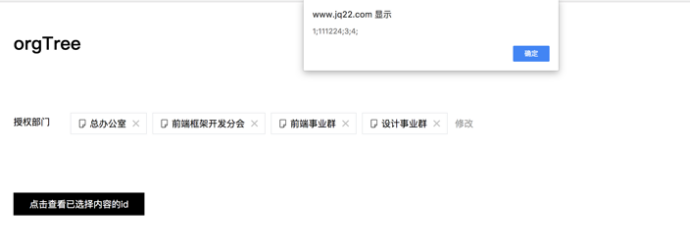 www.jq22.com 显示
1;111224;3;4;
确定
orgTree
授权部门 总办公室 × 前端框架开发分会 × 前端事业群 × 设计事业群 × 修改
点击查看已选择内容的id